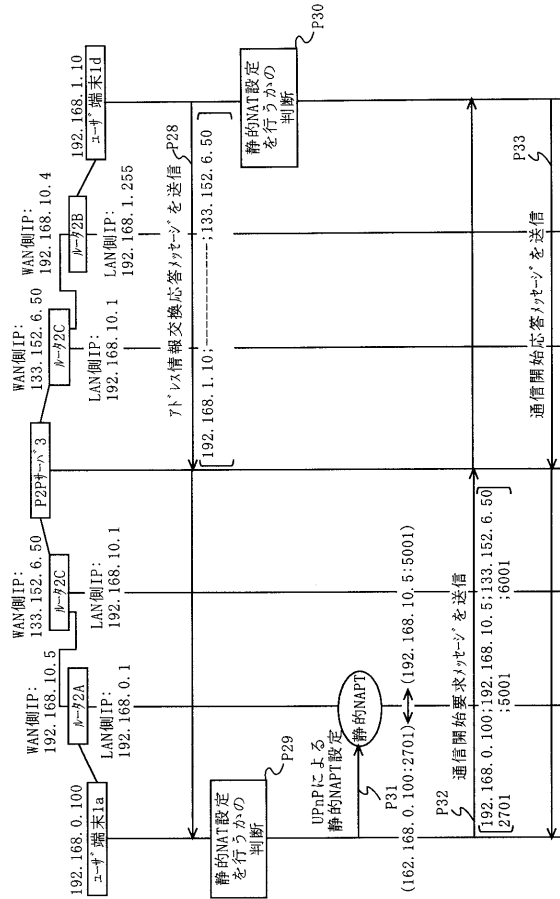 192.168.0.100
ﾕｰｻﾞ端末1a
WAN側IP:
192.168.10.5
ﾙｰﾀ2A
LAN側IP:
192.168.0.1
WAN側IP:
133.152.6.50
ﾙｰﾀ2C
LAN側IP:
192.168.10.1
P2Pｻｰﾊﾞ3
WAN側IP:
133.152.6.50
ﾙｰﾀ2C
LAN側IP:
192.168.10.1
WAN側IP:
192.168.10.4
ﾙｰﾀ2B
LAN側IP:
192.168.1.255
192.168.1.10
ﾕｰｻﾞ端末1d
ｱﾄﾞﾚｽ情報交換応答ﾒｯｾｰｼﾞを送信
P28
[192.168.1.10;------------;133.152.6.50]
静的NAT設定
を行うかの
判断
P29
静的NAT設定
を行うかの
判断
P30
UPnPによる
静的NAPT設定
P31
静的NAPT
(162.168.0.100:2701) ↔ (192.168.10.5:5001)
P32
通信開始要求ﾒｯｾｰｼﾞを送信
[192.168.0.100;192.168.10.5;133.152.6.50
2701 ;5001 ;6001]
通信開始応答ﾒｯｾｰｼﾞを送信
P33